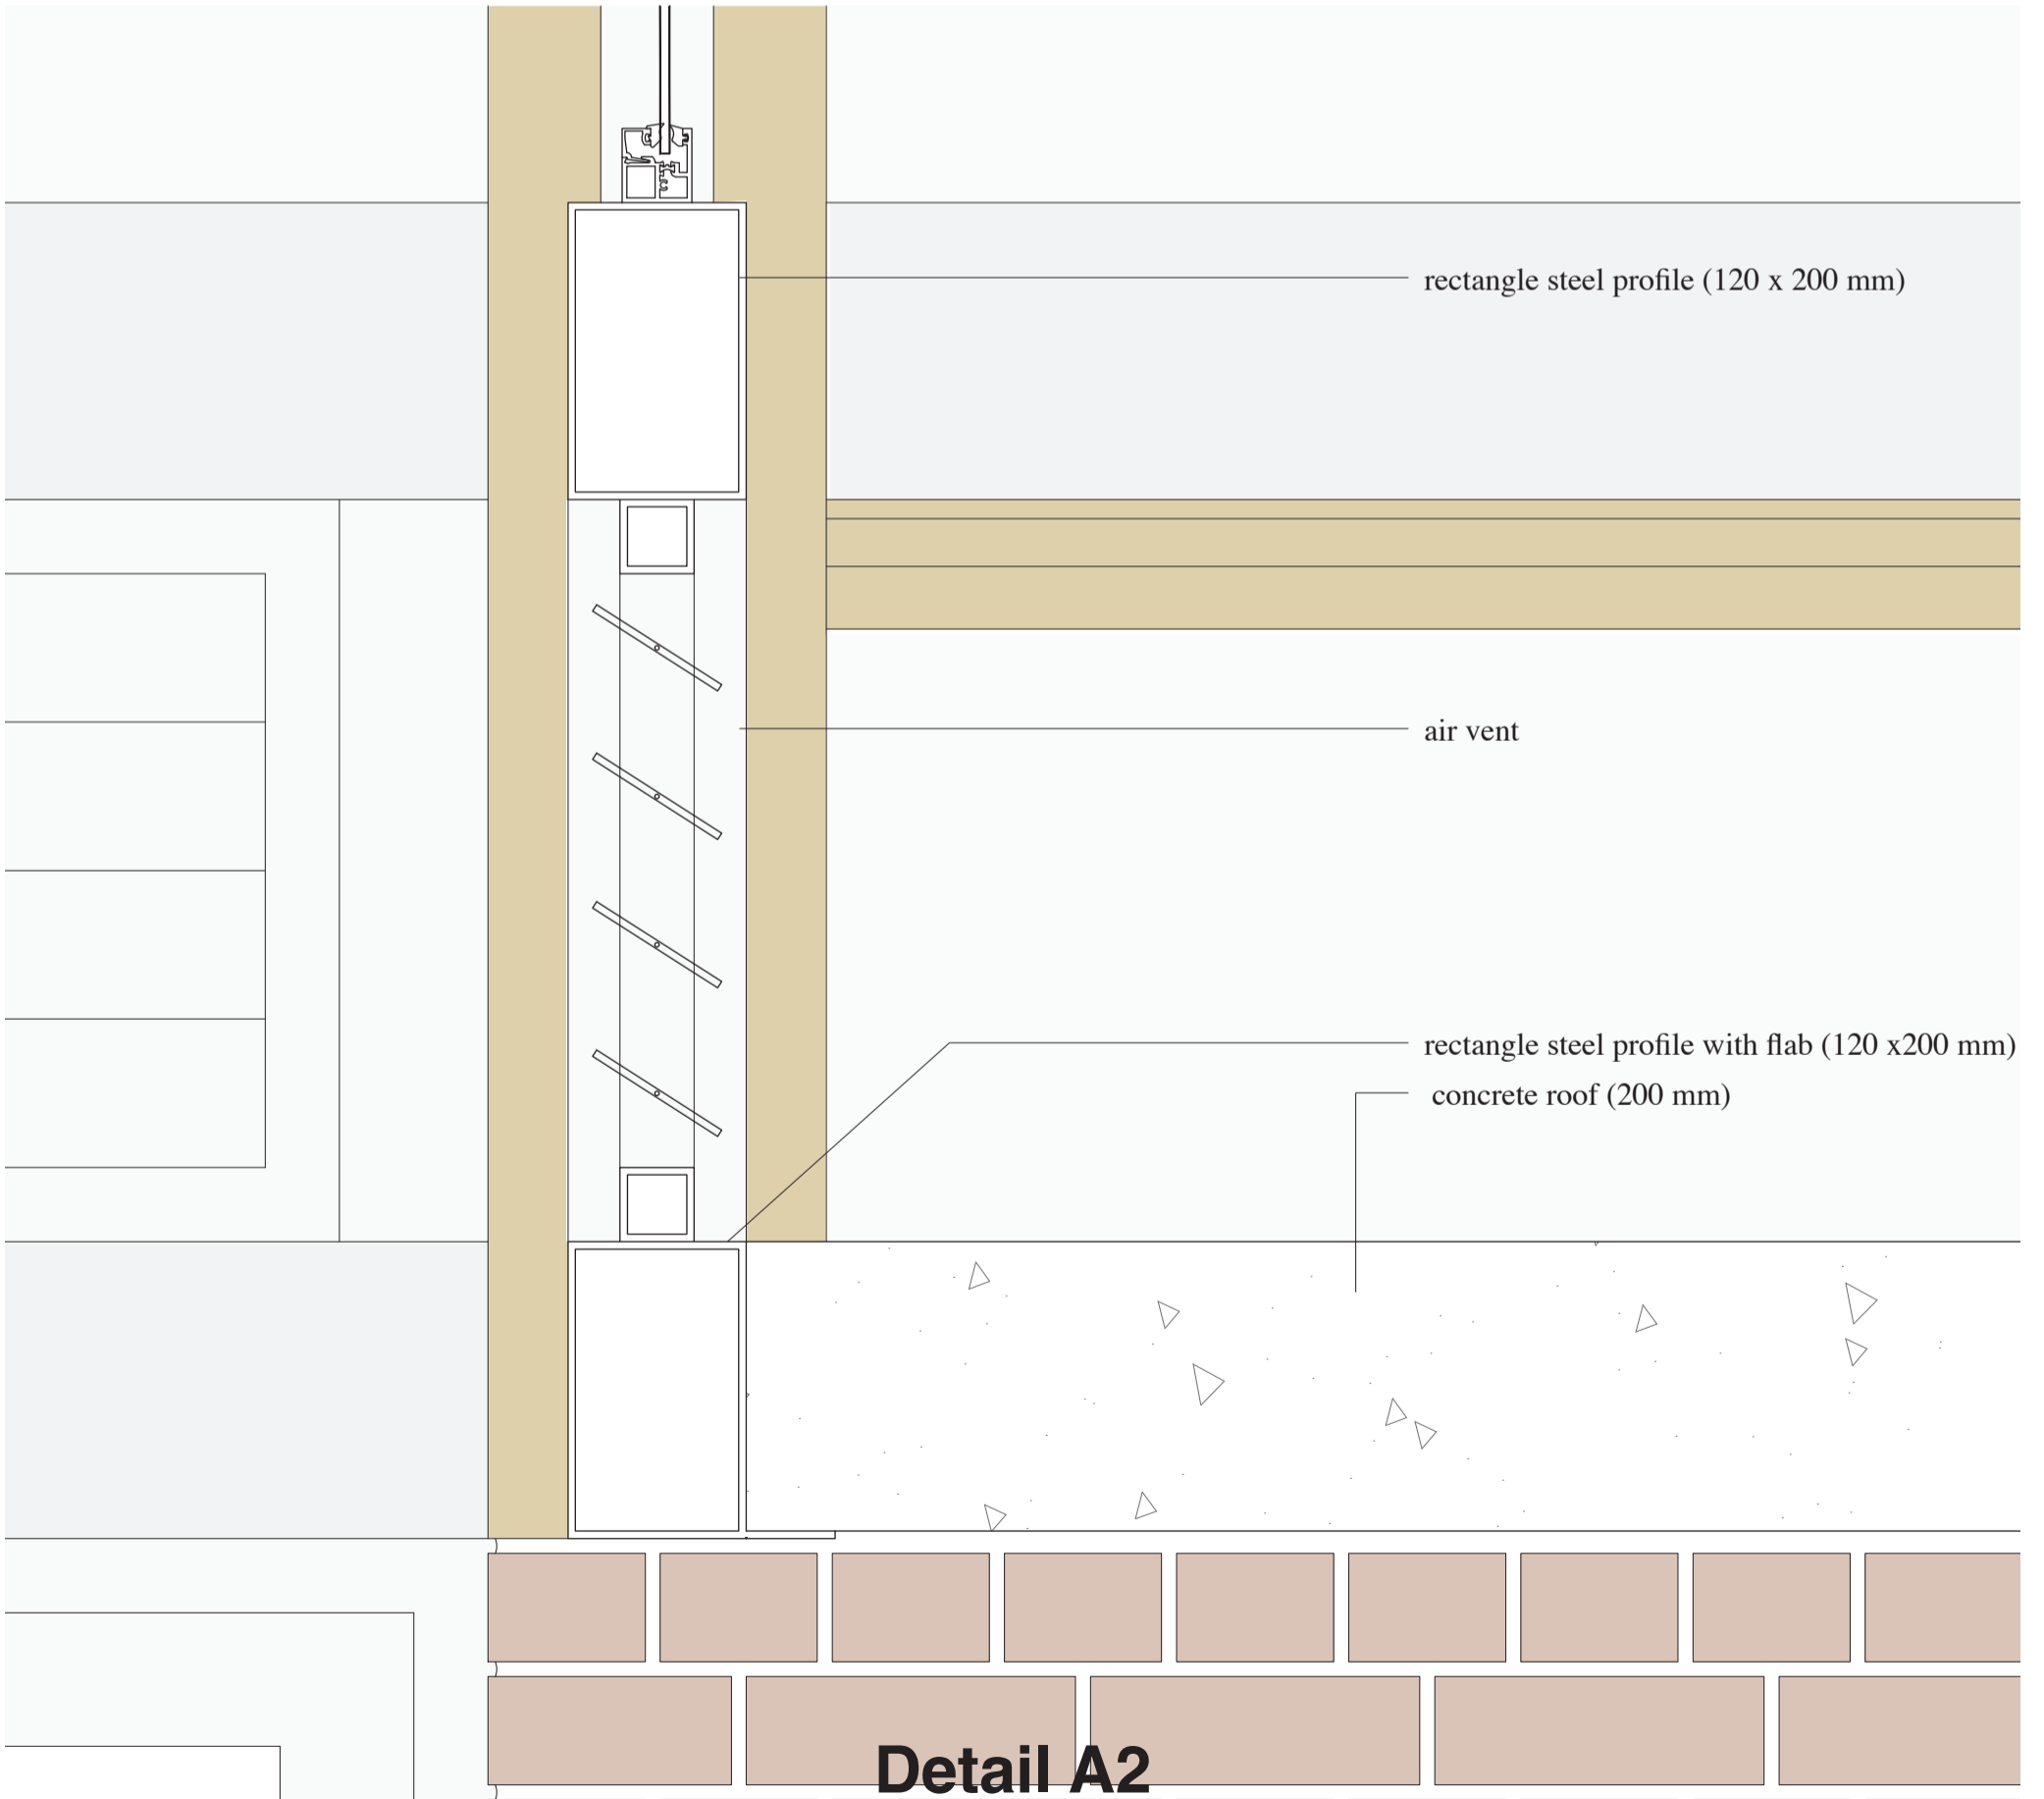 rectangle steel profile (120 x 200 mm)
air vent
rectangle steel profile with flab (120 x200 mm)
concrete roof (200 mm)
Detail A2